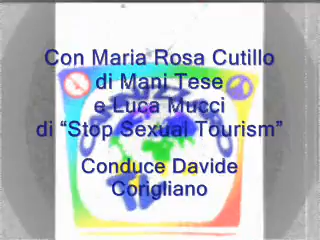 Con Maria Rosa Cutillo
di Mani Tese
e Luca Mucci
di “Stop Sexual Tourism”
Conduce Davide
Corigliano